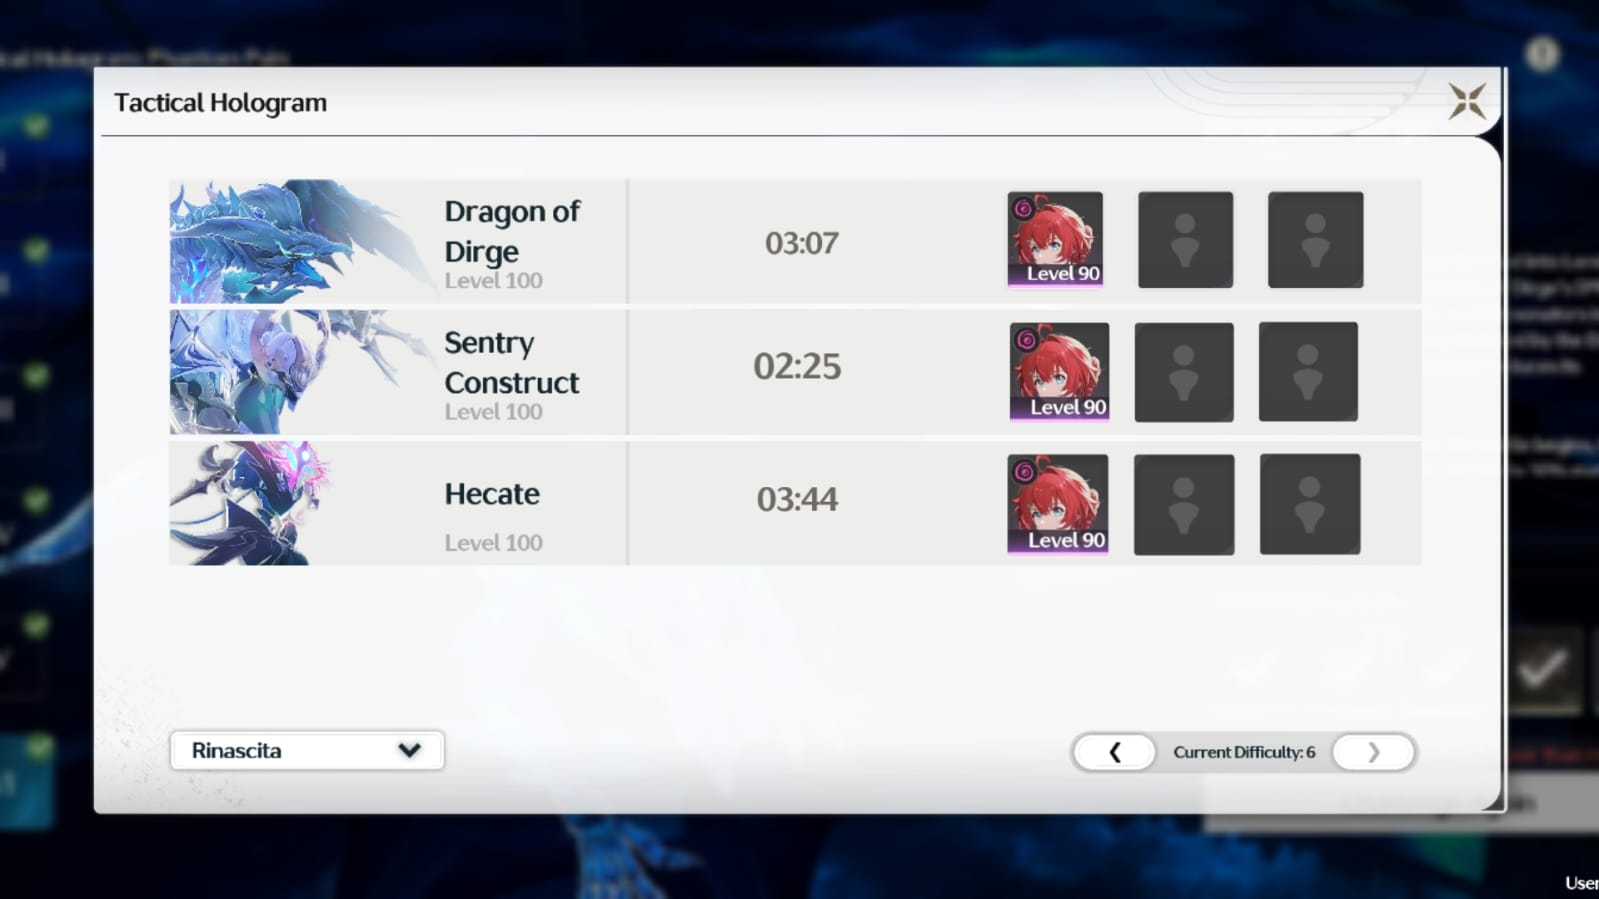 Tactical Hologram
Dragon of
Dirge
Level 100
03:07
Level 90
Sentry
Construct
Level 100
02:25
Level 90
Hecate
Level 100
03:44
Level 90
Rinascita
Current Difficulty: 6
User